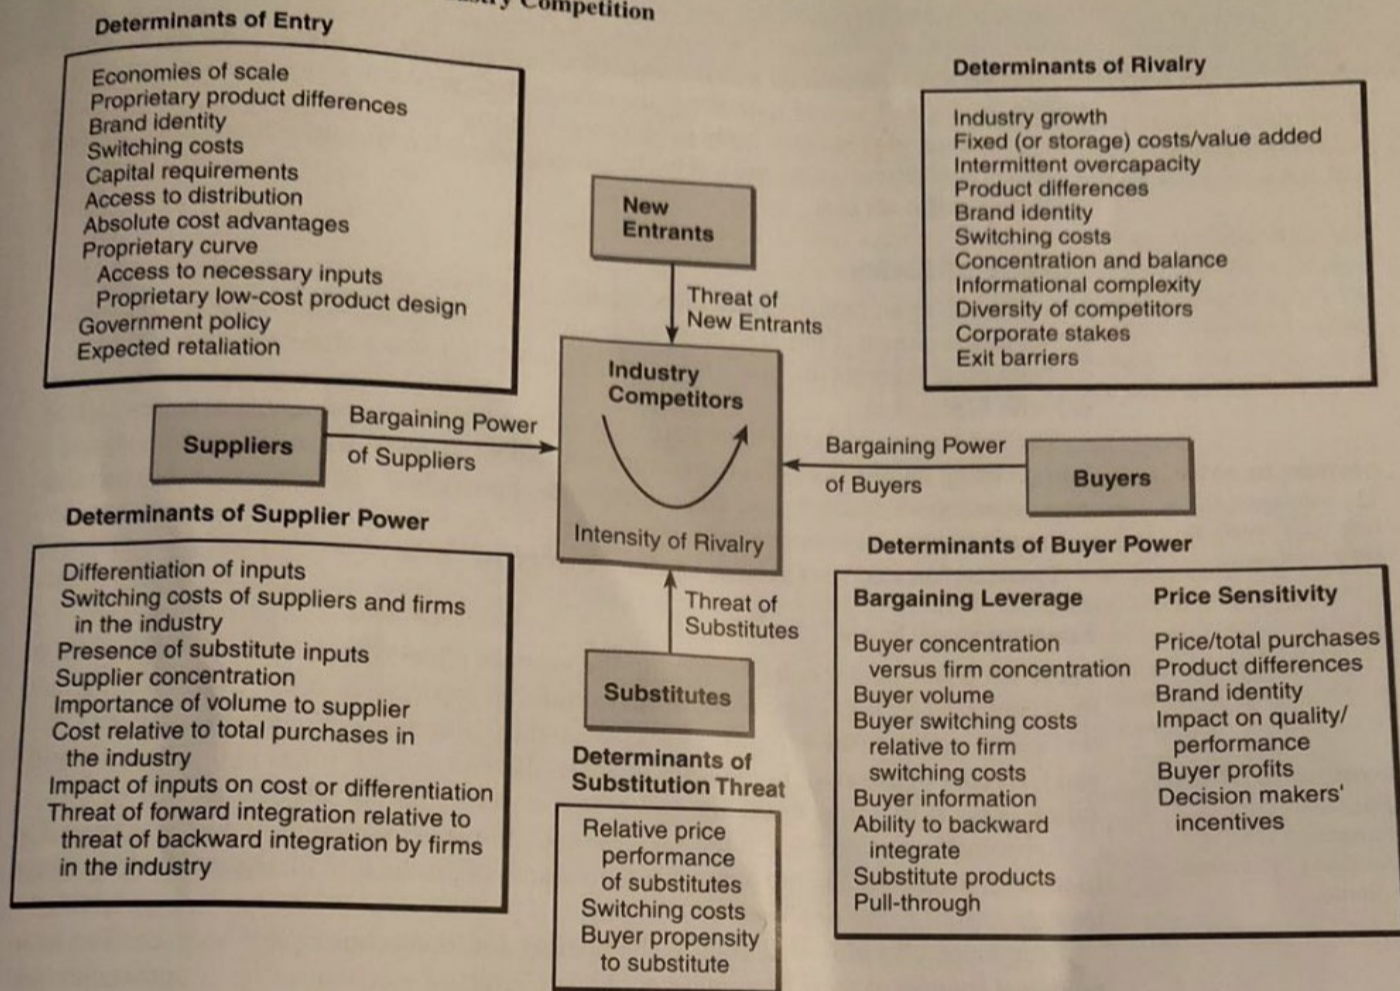 Competition
Determinants of Entry
Economies of scale
Proprietary product differences
Brand identity
Switching costs
Capital requirements
Access to distribution
Absolute cost advantages
Proprietary curve
Access to necessary inputs
Proprietary low-cost product design
Government policy
Expected retaliation
New
Entrants
Threat of
New Entrants
Determinants of Rivalry
Industry growth
Fixed (or storage) costs/value added
Intermittent overcapacity
Product differences
Brand identity
Switching costs
Concentration and balance
Informational complexity
Diversity of competitors
Corporate stakes
Exit barriers
Suppliers
Bargaining Power
of Suppliers
Industry
Competitors
Intensity of Rivalry
Bargaining Power
of Buyers
Buyers
Determinants of Supplier Power
Differentiation of inputs
Switching costs of suppliers and firms
in the industry
Presence of substitute inputs
Supplier concentration
Importance of volume to supplier
Cost relative to total purchases in
the industry
Impact of inputs on cost or differentiation
Threat of forward integration relative to
threat of backward integration by firms
in the industry
Threat of
Substitutes
Substitutes
Determinants of
Substitution Threat
Relative price
performance
of substitutes
Switching costs
Buyer propensity
to substitute
Determinants of Buyer Power
Bargaining Leverage
Buyer concentration
versus firm concentration
Buyer volume
Buyer switching costs
relative to firm
switching costs
Buyer information
Ability to backward
integrate
Substitute products
Pull-through
Price Sensitivity
Price/total purchases
Product differences
Brand identity
Impact on quality/
performance
Buyer profits
Decision makers'
incentives